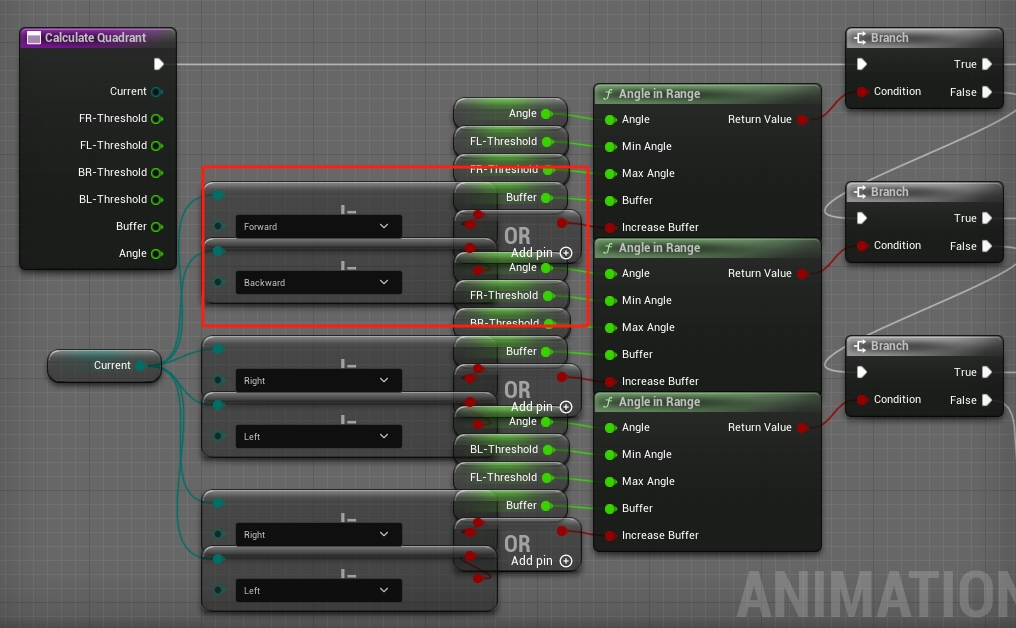 Calculate Quadrant
Current
FR-Threshold
FL-Threshold
BR-Threshold
BL-Threshold
Buffer
Angle
Current
!=
Forward
!=
Backward
!=
Right
!=
Left
!=
Right
!=
Left
Angle
FL-Threshold
FR-Threshold
Buffer
OR
Add pin
Angle
FR-Threshold
BR-Threshold
Buffer
OR
Add pin
Angle
BL-Threshold
FL-Threshold
Buffer
OR
Add pin
Angle in Range
Angle Return Value
Min Angle
Max Angle
Buffer
Increase Buffer
Angle in Range
Angle Return Value
Min Angle
Max Angle
Buffer
Increase Buffer
Angle in Range
Angle Return Value
Min Angle
Max Angle
Buffer
Increase Buffer
Branch
True
Condition False
Branch
True
Condition False
Branch
True
Condition False
ANIMATION